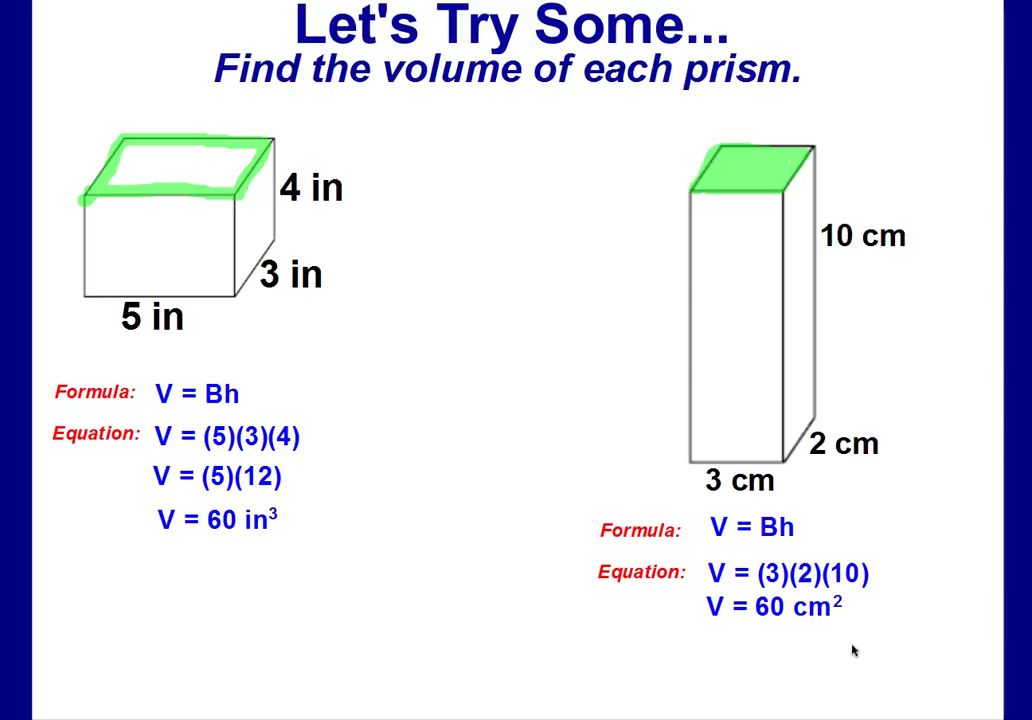 Let's Try Some...
Find the volume of each prism.
4 in
3 in
5 in
Formula: V = Bh
Equation: V = (5)(3)(4)
V = (5)(12)
V = 60 in³
10 cm
2 cm
3 cm
Formula: V = Bh
Equation: V = (3)(2)(10)
V = 60 cm²